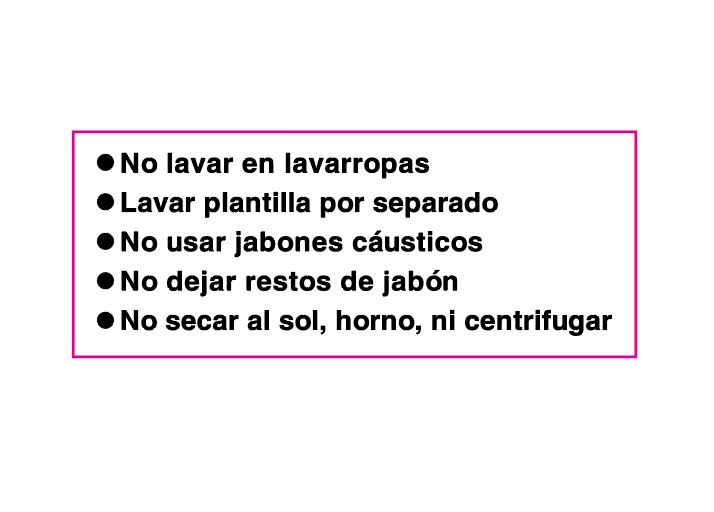 ● No lavar en lavarropas
● Lavar plantilla por separado
● No usar jabones cáusticos
● No dejar restos de jabón
● No secar al sol, horno, ni centrifugar